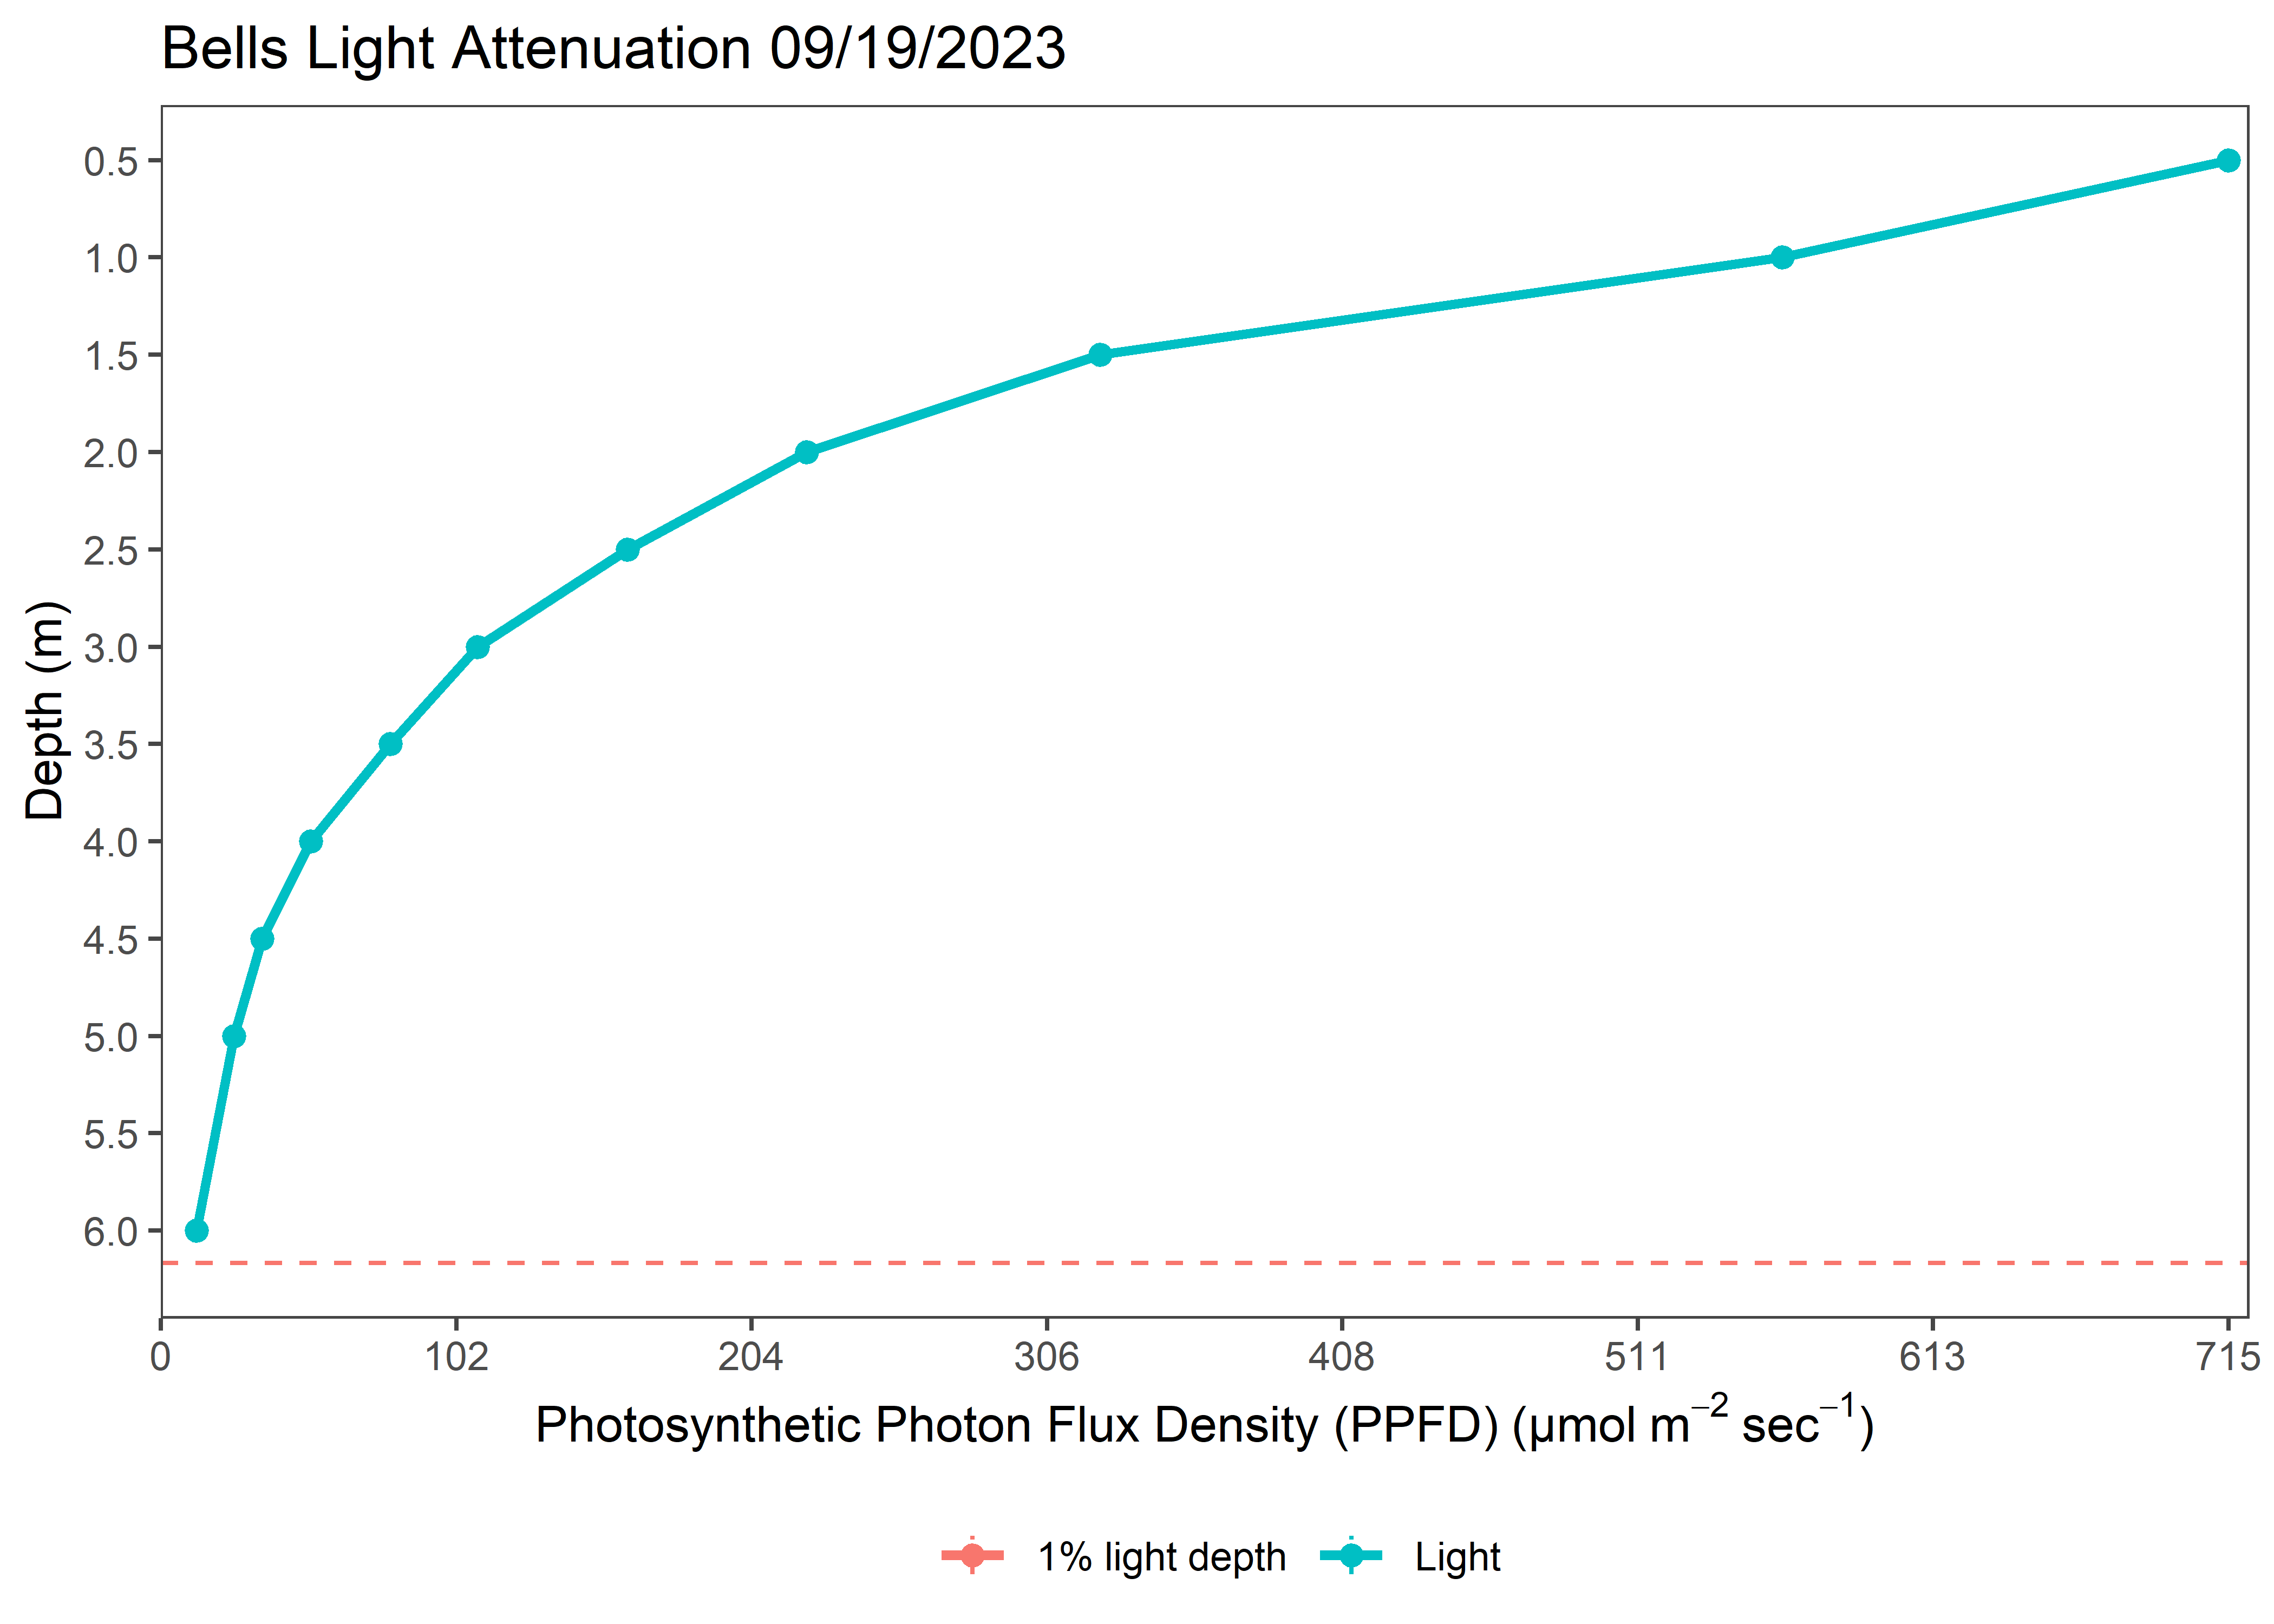 Bells Light Attenuation 09/19/2023
Depth (m)
0.5
1.0
1.5
2.0
2.5
3.0
3.5
4.0
4.5
5.0
5.5
6.0
0 102 204 306 408 511 613 715
Photosynthetic Photon Flux Density (PPFD) (µmol m⁻² sec⁻¹)
1% light depth Light